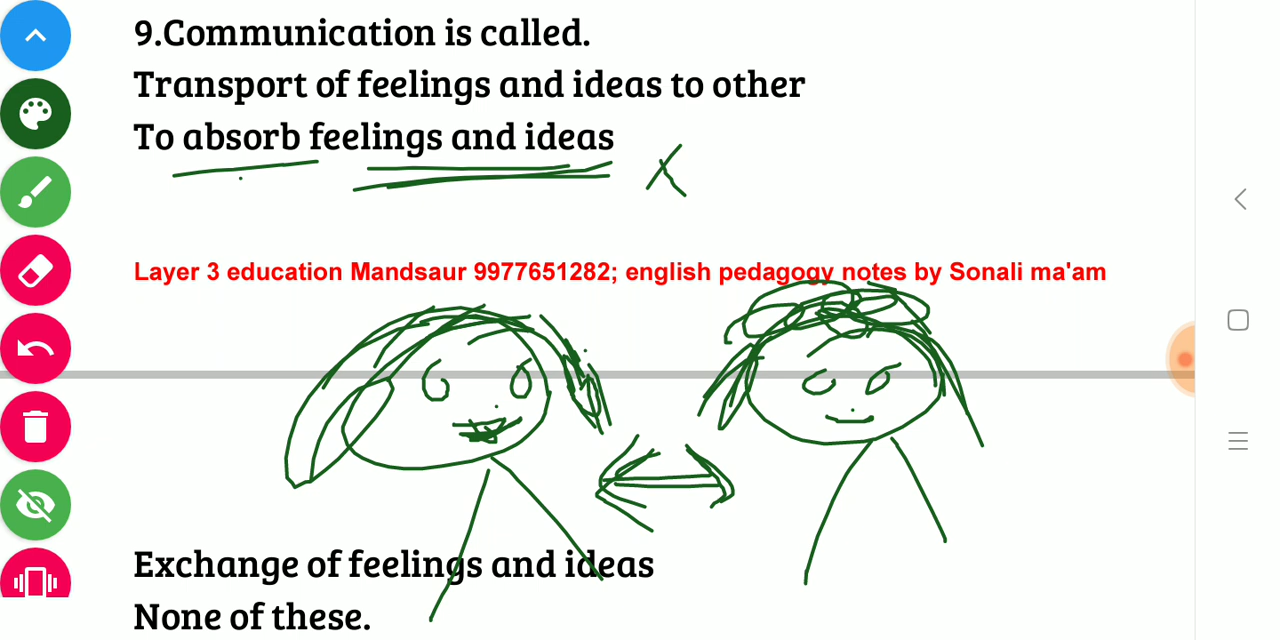 9.Communication is called.
Transport of feelings and ideas to other
To absorb feelings and ideas
Layer 3 education Mandsaur 9977651282; english pedagogy notes by Sonali ma'am
Exchange of feelings and ideas
None of these.